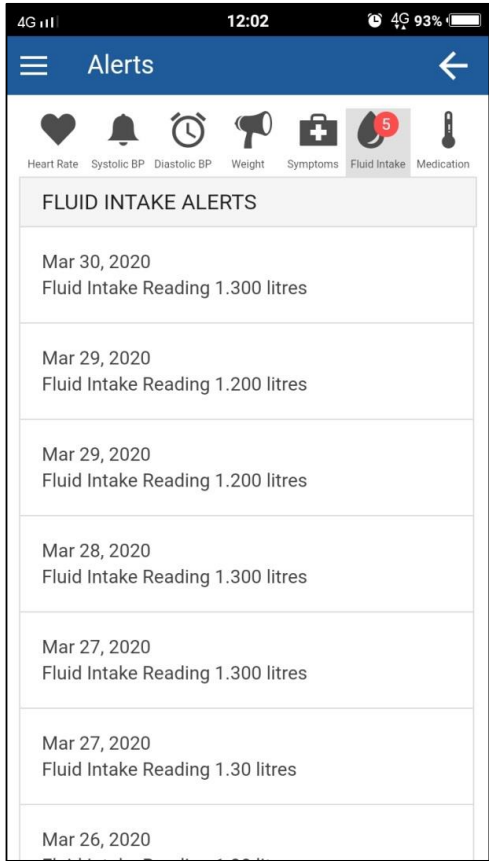 4G 12:02 4G 93%
Alerts
5
Heart Rate Systolic BP Diastolic BP Weight Symptoms Fluid Intake Medication
FLUID INTAKE ALERTS
Mar 30, 2020
Fluid Intake Reading 1.300 litres
Mar 29, 2020
Fluid Intake Reading 1.200 litres
Mar 29, 2020
Fluid Intake Reading 1.200 litres
Mar 28, 2020
Fluid Intake Reading 1.300 litres
Mar 27, 2020
Fluid Intake Reading 1.300 litres
Mar 27, 2020
Fluid Intake Reading 1.30 litres
Mar 26, 2020